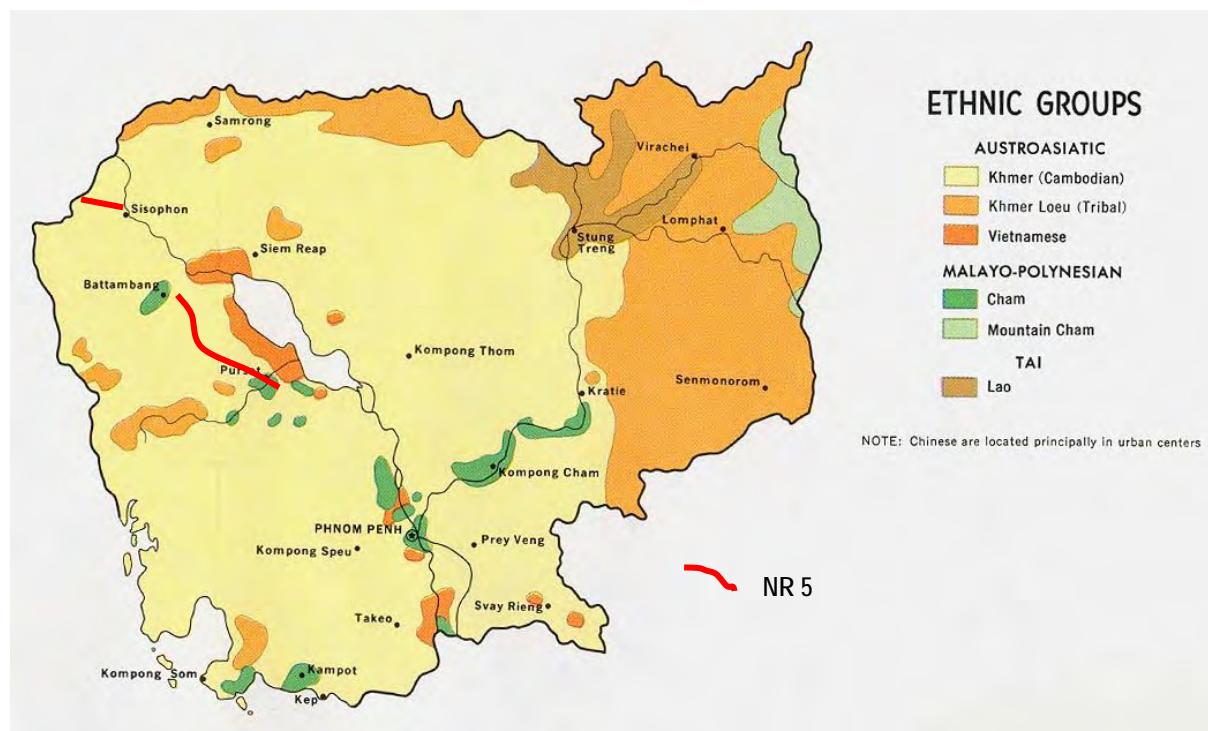 Samrong
Virachei
Sisophon
Siem Reap
Lomphat
Stung
Treng
Battambang
Kompong Thom
Pursat
Senmonorom
Kratie
Kompong Cham
PHNOM PENH
Kompong Speu
Prey Veng
Svay Rieng
Takeo
Kompong Som
Kampot
Kep
ETHNIC GROUPS
AUSTROASIATIC
Khmer (Cambodian)
Khmer Loeu (Tribal)
Vietnamese
MALAYO-POLYNESIAN
Cham
Mountain Cham
TAI
Lao
NOTE: Chinese are located principally in urban centers
NR 5